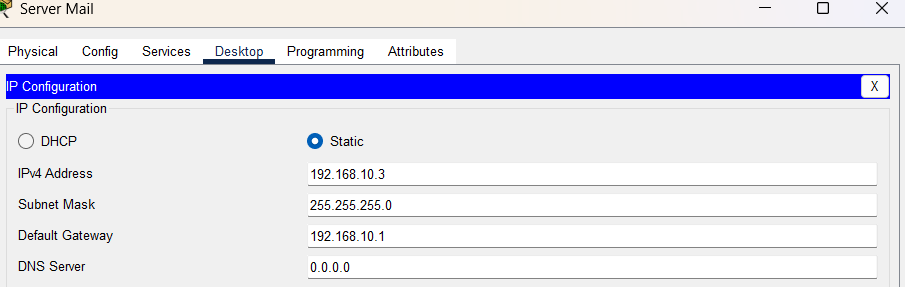 Server Mail
Physical Config Services Desktop Programming Attributes
IP Configuration X
IP Configuration
DHCP Static
IPv4 Address 192.168.10.3
Subnet Mask 255.255.255.0
Default Gateway 192.168.10.1
DNS Server 0.0.0.0